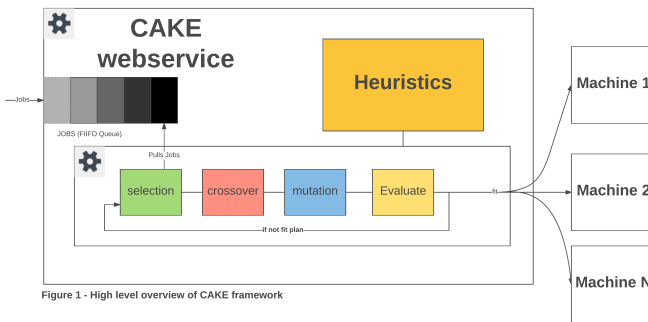 CAKE
webservice
Heuristics
Machine 1
Jobs
JOBS (FIIFO Queue)
Pulls Jobs
selection
crossover
mutation
Evaluate
fit
Machine 2
if not fit plan
Machine N
Figure 1 - High level overview of CAKE framework